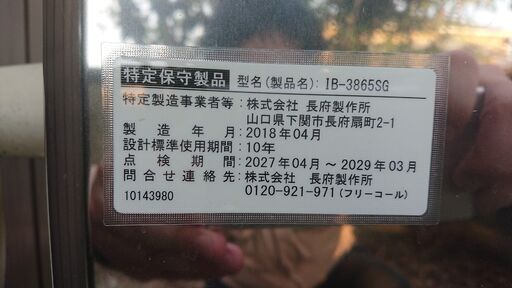 特定保守製品 型名(製品名): IB-3865SG
特定製造事業者等:株式会社 長府製作所
山口県下関市長府扇町2-1
製造年月:2018年04月
設計標準使用期間:10年
点検期間:2027年04月 ~ 2029年03月
問合せ連絡先:株式会社 長府製作所
10143980 0120-921-971(フリーコール)